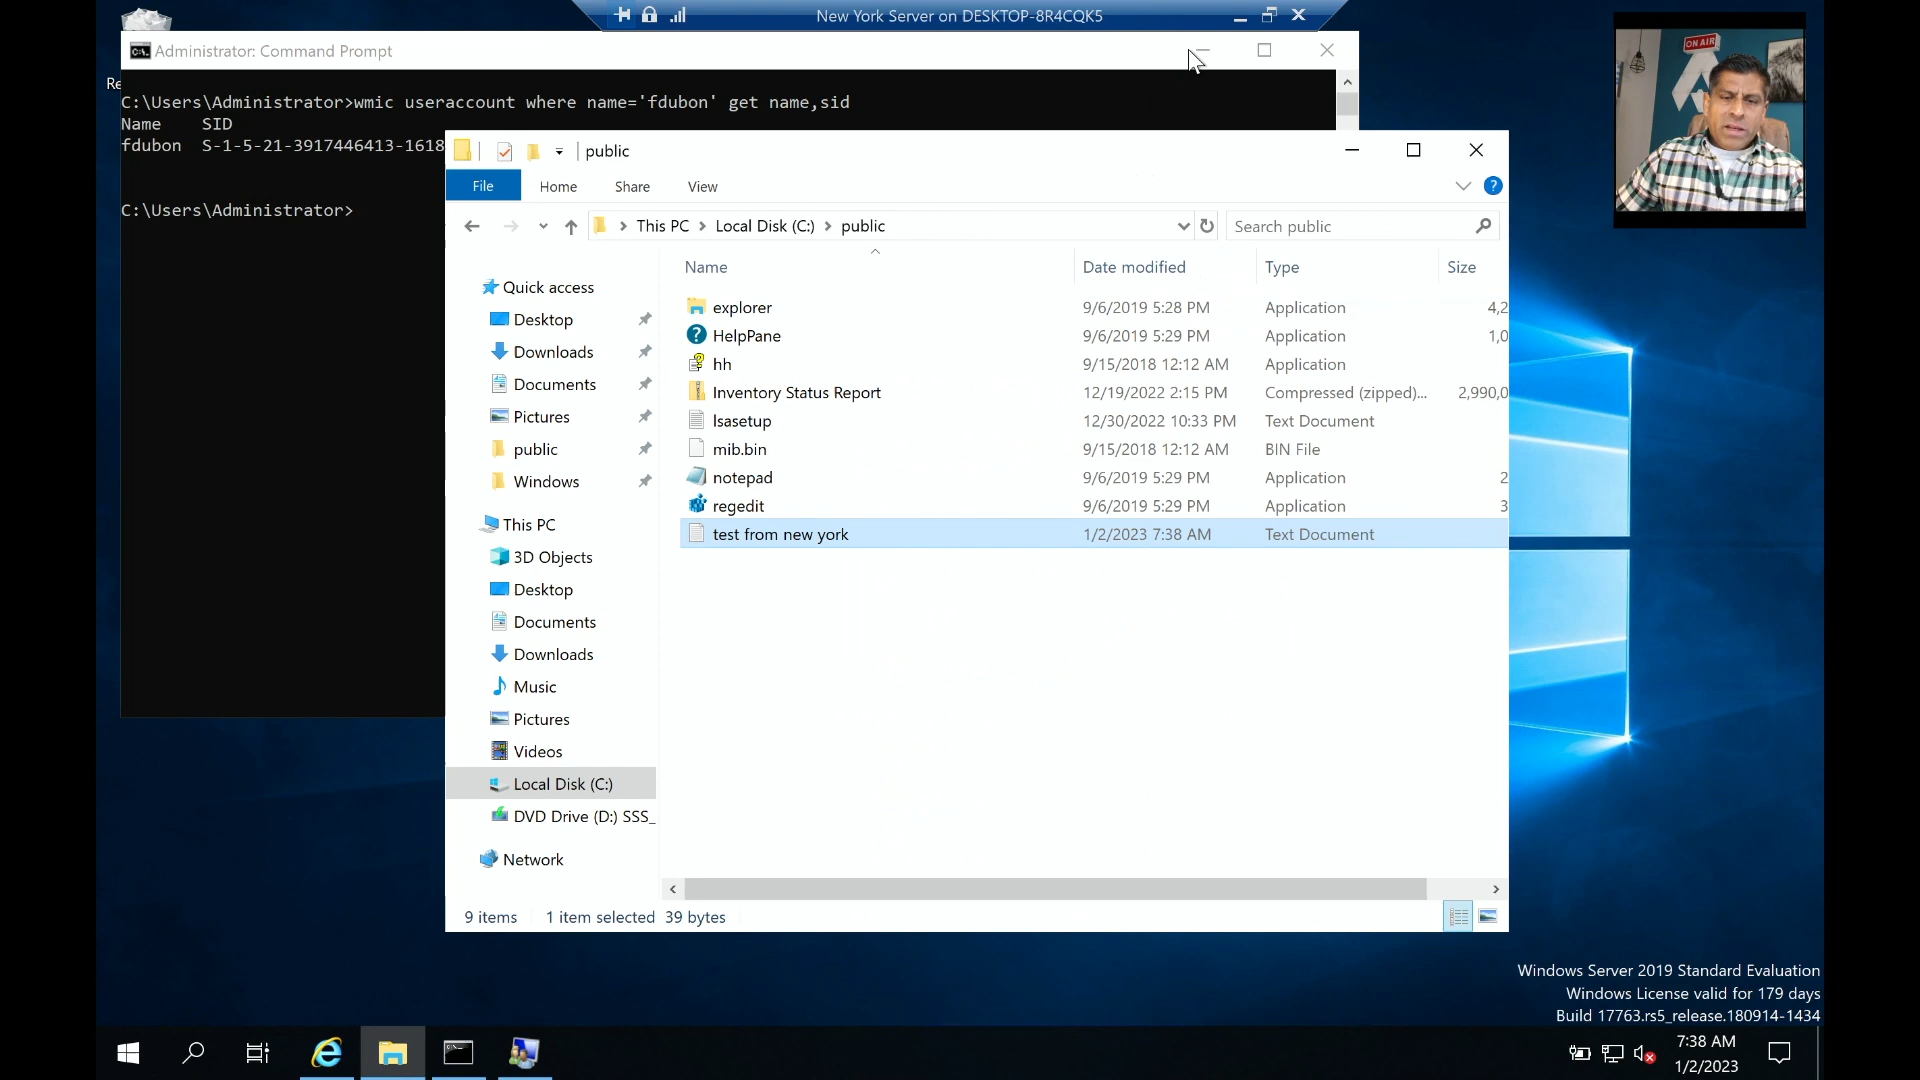 New York Server on DESKTOP-8R4CQK5
Administrator: Command Prompt
C:\Users\Administrator>wmic useraccount where name='fdubon' get name,sid
Name SID
fdubon S-1-5-21-3917446413-1618
C:\Users\Administrator>
public
File Home Share View
This PC > Local Disk (C:) > public
Search public
Name Date modified Type Size
explorer 9/6/2019 5:28 PM Application 4,2
HelpPane 9/6/2019 5:29 PM Application 1,0
hh 9/15/2018 12:12 AM Application
Inventory Status Report 12/19/2022 2:15 PM Compressed (zipped)... 2,990,0
lsasetup 12/30/2022 10:33 PM Text Document
mib.bin 9/15/2018 12:12 AM BIN File
notepad 9/6/2019 5:29 PM Application 2
regedit 9/6/2019 5:29 PM Application 3
test from new york 1/2/2023 7:38 AM Text Document
Quick access
Desktop
Downloads
Documents
Pictures
public
Windows
This PC
3D Objects
Desktop
Documents
Downloads
Music
Pictures
Videos
Local Disk (C:)
DVD Drive (D:) SSS_
Network
9 items 1 item selected 39 bytes
ON AIR
Windows Server 2019 Standard Evaluation
Windows License valid for 179 days
Build 17763.rs5_release.180914-1434
7:38 AM
1/2/2023